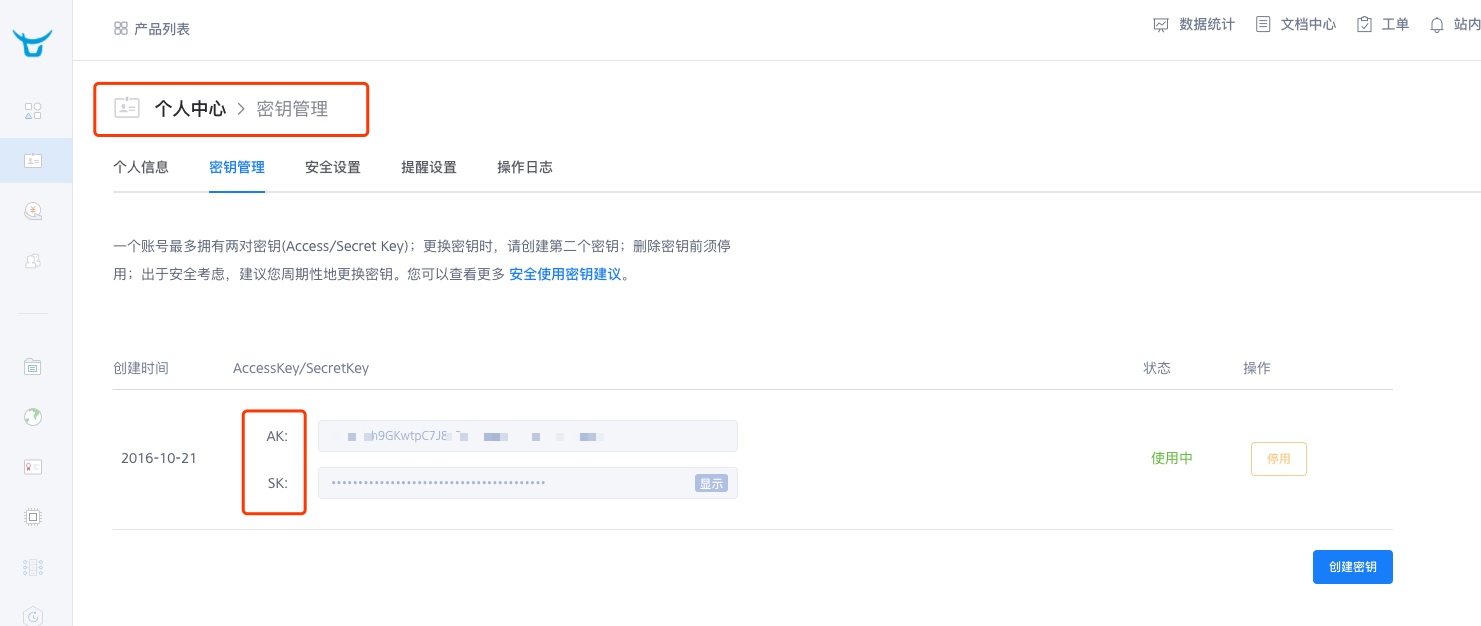 产品列表
数据统计
文档中心
工单
站内
个人中心 > 密钥管理
个人信息
密钥管理
安全设置
提醒设置
操作日志
一个账号最多拥有两对密钥(Access/Secret Key)；更换密钥时，请创建第二个密钥；删除密钥前须停
用；出于安全考虑，建议您周期性地更换密钥。您可以查看更多 安全使用密钥建议。
创建时间
AccessKey/SecretKey
状态
操作
2016-10-21
AK:
h9GKwtpC7J8
SK:
显示
使用中
停用
创建密钥